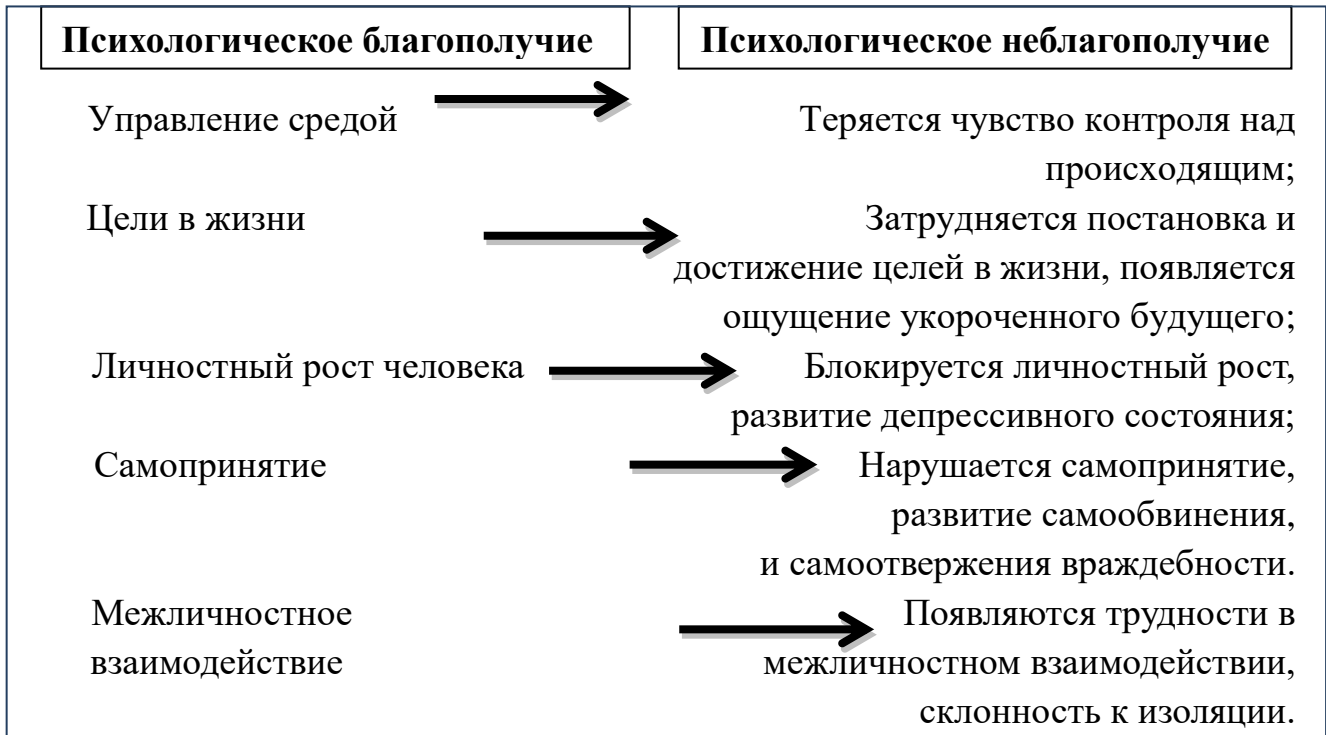 Психологическое благополучие
Психологическое неблагополучие
Управление средой
Теряется чувство контроля над
происходящим;
Цели в жизни
Затрудняется постановка и
достижение целей в жизни, появляется
ощущение укороченного будущего;
Личностный рост человека
Блокируется личностный рост,
развитие депрессивного состояния;
Самопринятие
Нарушается самопринятие,
развитие самообвинения,
и самоотвержения враждебности.
Межличностное
взаимодействие
Появляются трудности в
межличностном взаимодействии,
склонность к изоляции.